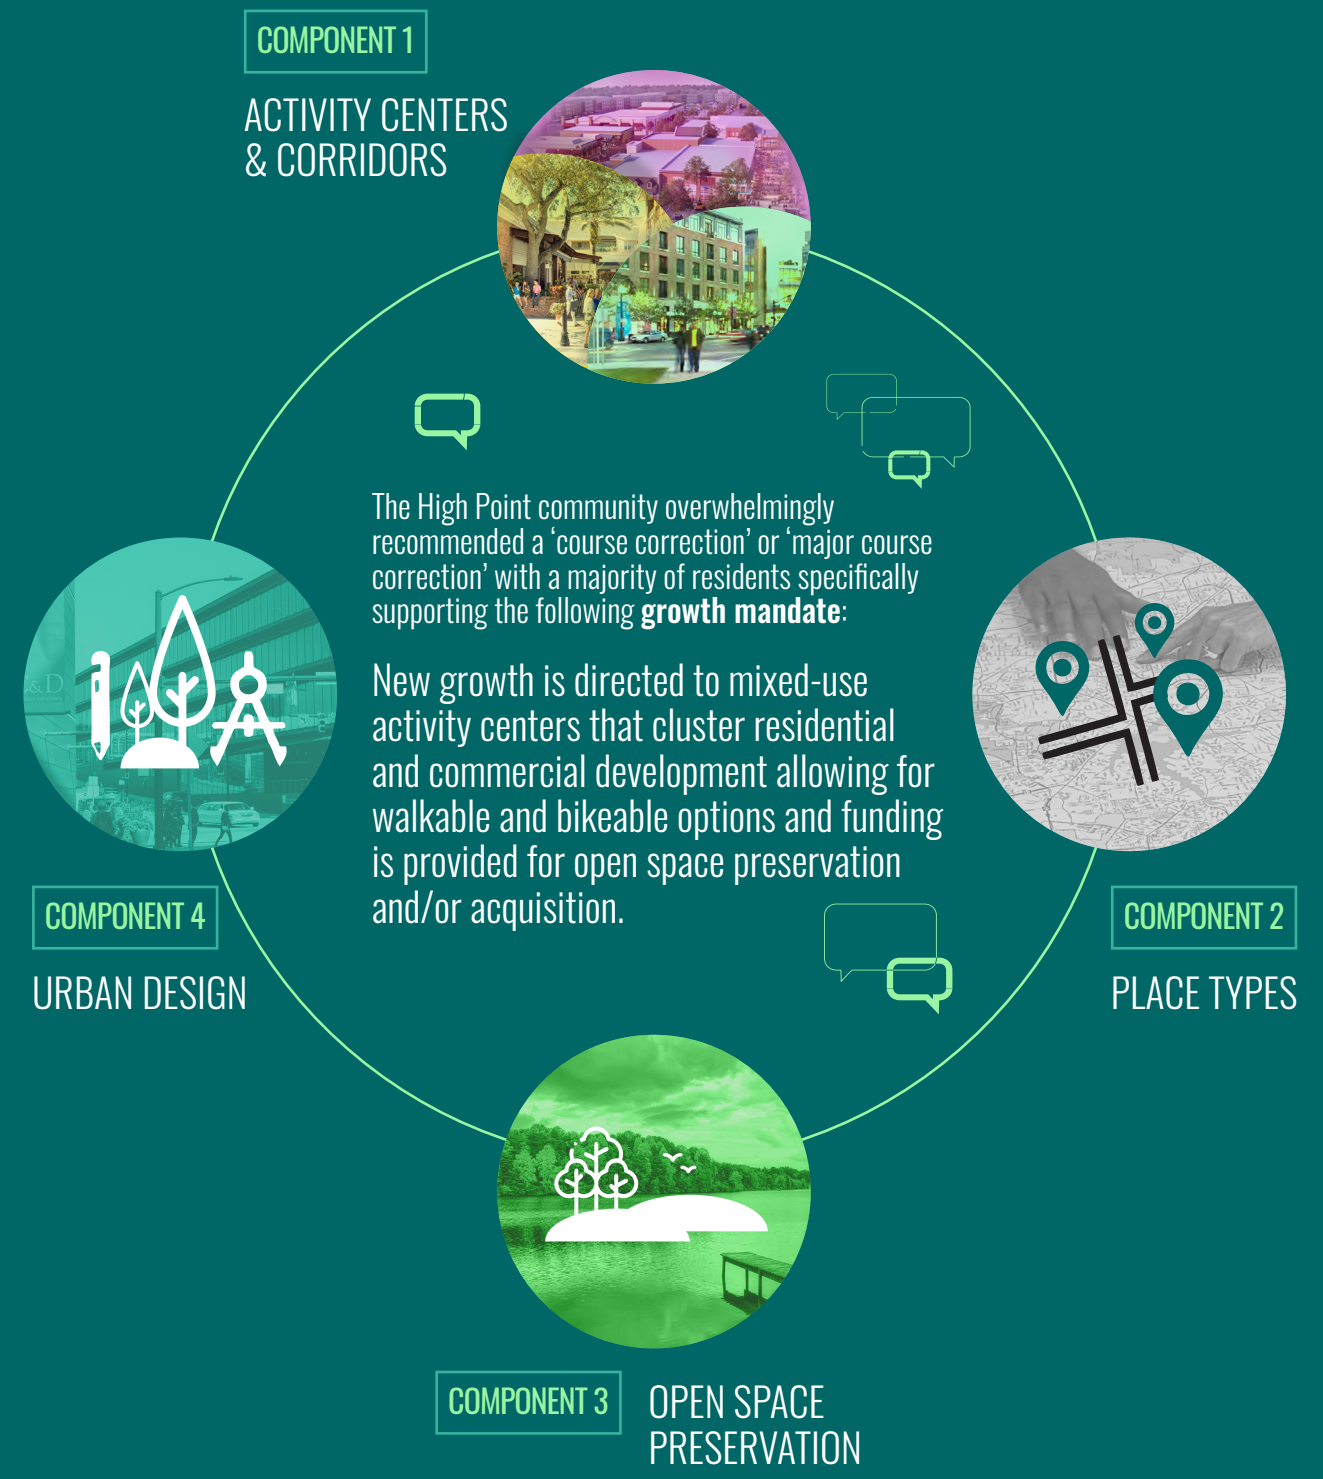 COMPONENT 1
ACTIVITY CENTERS
& CORRIDORS
The High Point community overwhelmingly
recommended a ‘course correction’ or ‘major course
correction’ with a majority of residents specifically
supporting the following growth mandate:
New growth is directed to mixed-use
activity centers that cluster residential
and commercial development allowing for
walkable and bikeable options and funding
is provided for open space preservation
and/or acquisition.
&D
COMPONENT 4
URBAN DESIGN
COMPONENT 2
PLACE TYPES
COMPONENT 3
OPEN SPACE
PRESERVATION